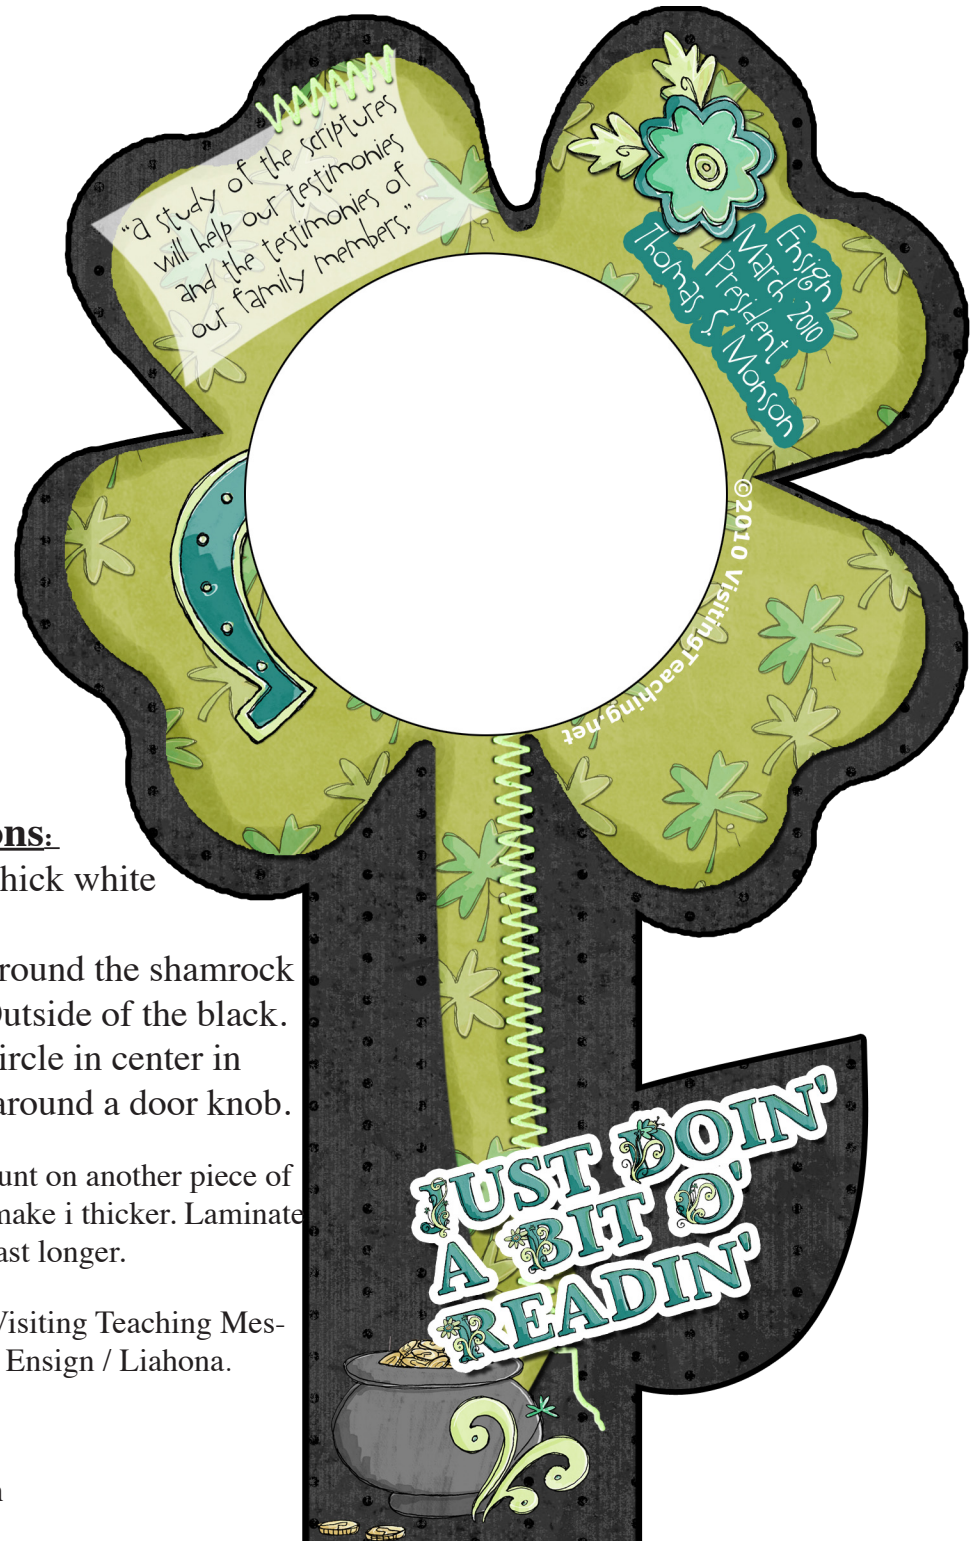 "a study of the scriptures
will help our testimonies
and the testimonies of
our family members."
Ensign
March 2010
President
Thomas S. Monson
©2010 VisitingTeaching.net
ons:
hick white
round the shamrock
Outside of the black.
ircle in center in
around a door knob.
unt on another piece of
make i thicker. Laminate
ast longer.
Visiting Teaching Mes-
Ensign / Liahona.
JUST DOIN'
A BIT O'
READIN'